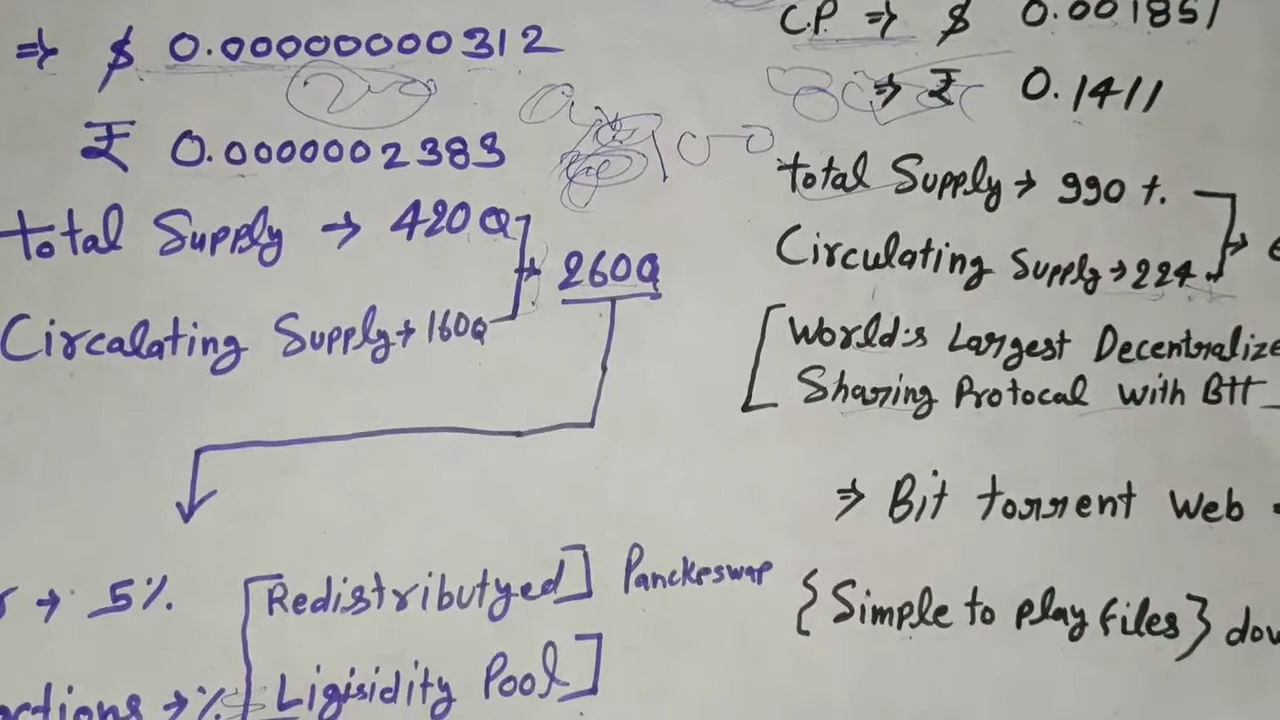 ⇒ $ 0.00000000312
₹ 0.0000002383
total Supply → 420Q
260Q
Circalating Supply → 160Q
→ 5%. [Redistributyed] Panckeswap
→ % Ligisidity Pool]
C.P ⇒ $ 0.001851
⇒ ₹ 0.1411
total Supply → 990 t.
Circulating Supply → 224
[World's Largest Decentralize
Sharing Protocal with Btt
⇒ Bit torrent Web
{Simple to play files} dow